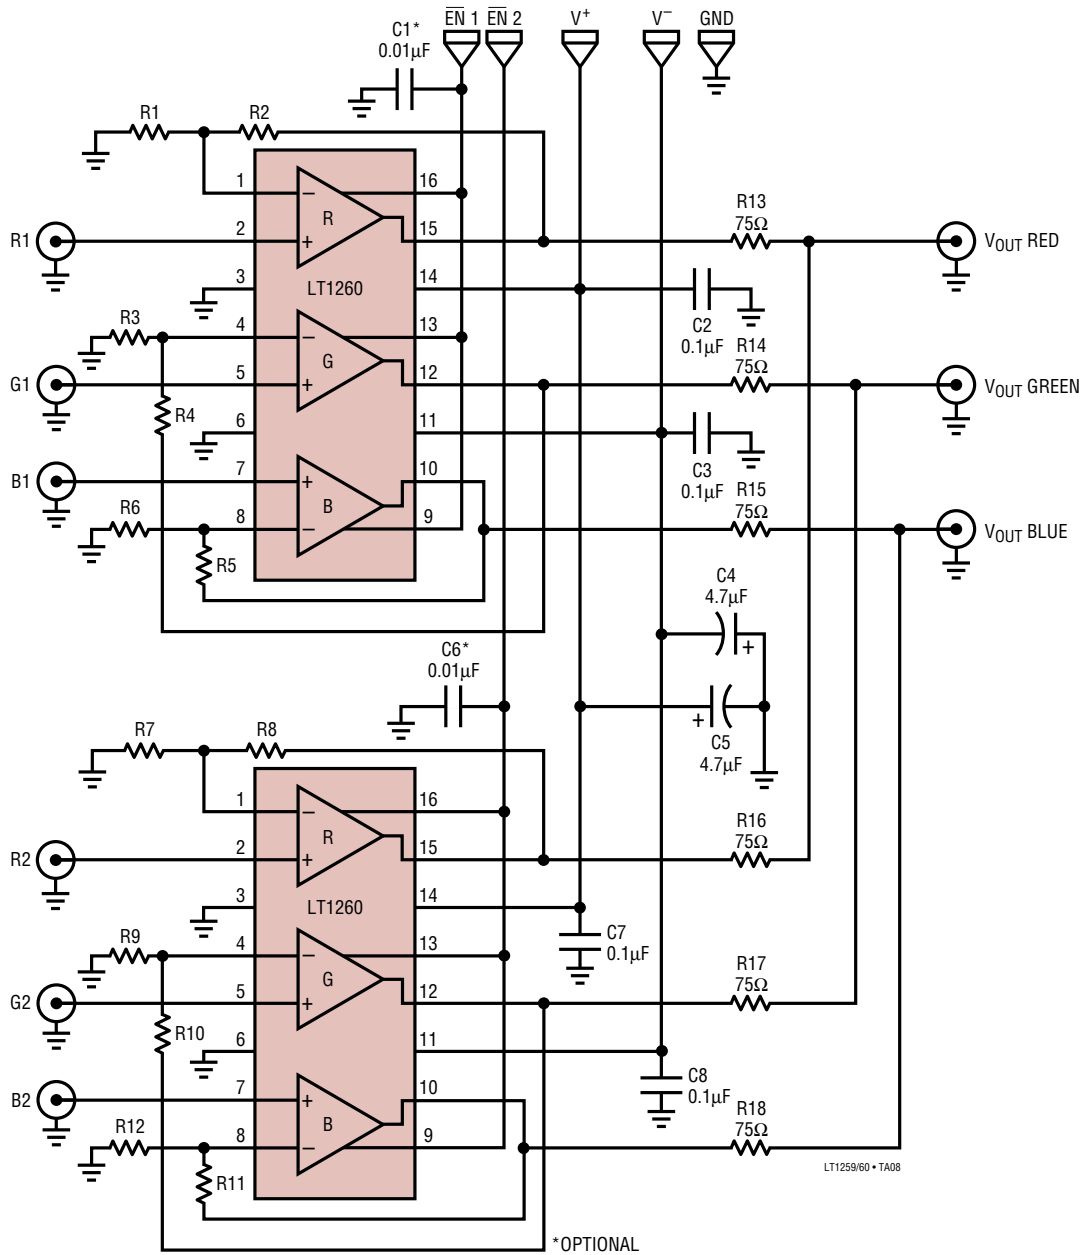 EN 1
EN 2
V+
V−
GND
C1*
0.01µF
R1
R2
1
16
R
R13
75Ω
R1
2
15
VOUT RED
3
14
LT1260
C2
0.1µF
R3
4
13
R14
75Ω
G
G1
5
12
VOUT GREEN
R4
6
11
C3
0.1µF
B1
7
10
R15
75Ω
R6
B
8
9
VOUT BLUE
R5
C4
4.7µF
+
C6*
0.01µF
+
C5
4.7µF
R7
R8
1
16
R
R16
75Ω
R2
2
15
3
14
LT1260
C7
0.1µF
R9
4
13
R17
75Ω
G
G2
5
12
R10
6
11
C8
0.1µF
B2
7
10
R18
75Ω
R12
B
8
9
LT1259/60 • TA08
R11
*OPTIONAL